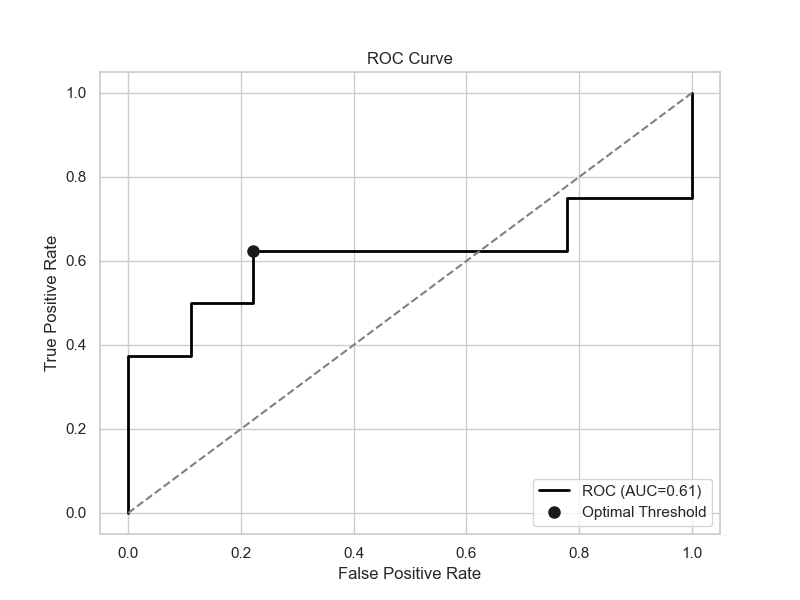 ROC Curve
1.0
0.8
0.6
0.4
0.2
0.0
True Positive Rate
0.0 0.2 0.4 0.6 0.8 1.0
False Positive Rate
ROC (AUC=0.61)
Optimal Threshold